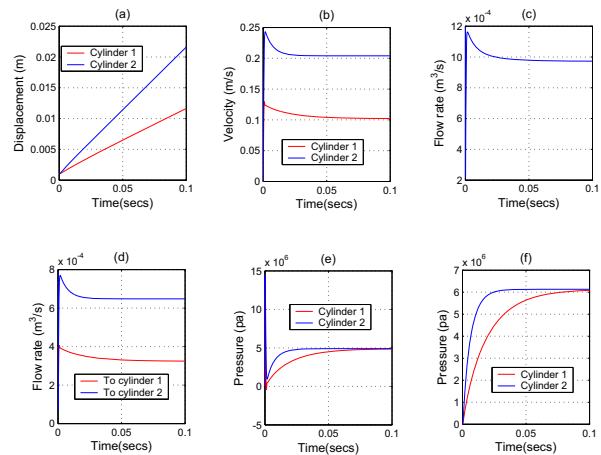 (a)
Displacement (m)
0.025
0.02
0.015
0.01
0.005
0
0
0.05
0.1
Time(secs)
Cylinder 1
Cylinder 2
(b)
Velocity (m/s)
0.25
0.2
0.15
0.1
0.05
0
0
0.05
0.1
Time(secs)
Cylinder 1
Cylinder 2
(c)
x 10⁻⁴
Flow rate (m³/s)
12
10
8
6
4
2
0
0.05
0.1
Time(secs)
(d)
x 10⁻⁴
Flow rate (m³/s)
8
6
4
2
0
0
0.05
0.1
Time(secs)
To cylinder 1
To cylinder 2
(e)
x 10⁶
Pressure (pa)
15
10
5
0
-5
0
0.05
0.1
Time(secs)
Cylinder 1
Cylinder 2
(f)
x 10⁶
Pressure (pa)
7
6
5
4
3
2
1
0
0
0.05
0.1
Time(secs)
Cylinder 1
Cylinder 2